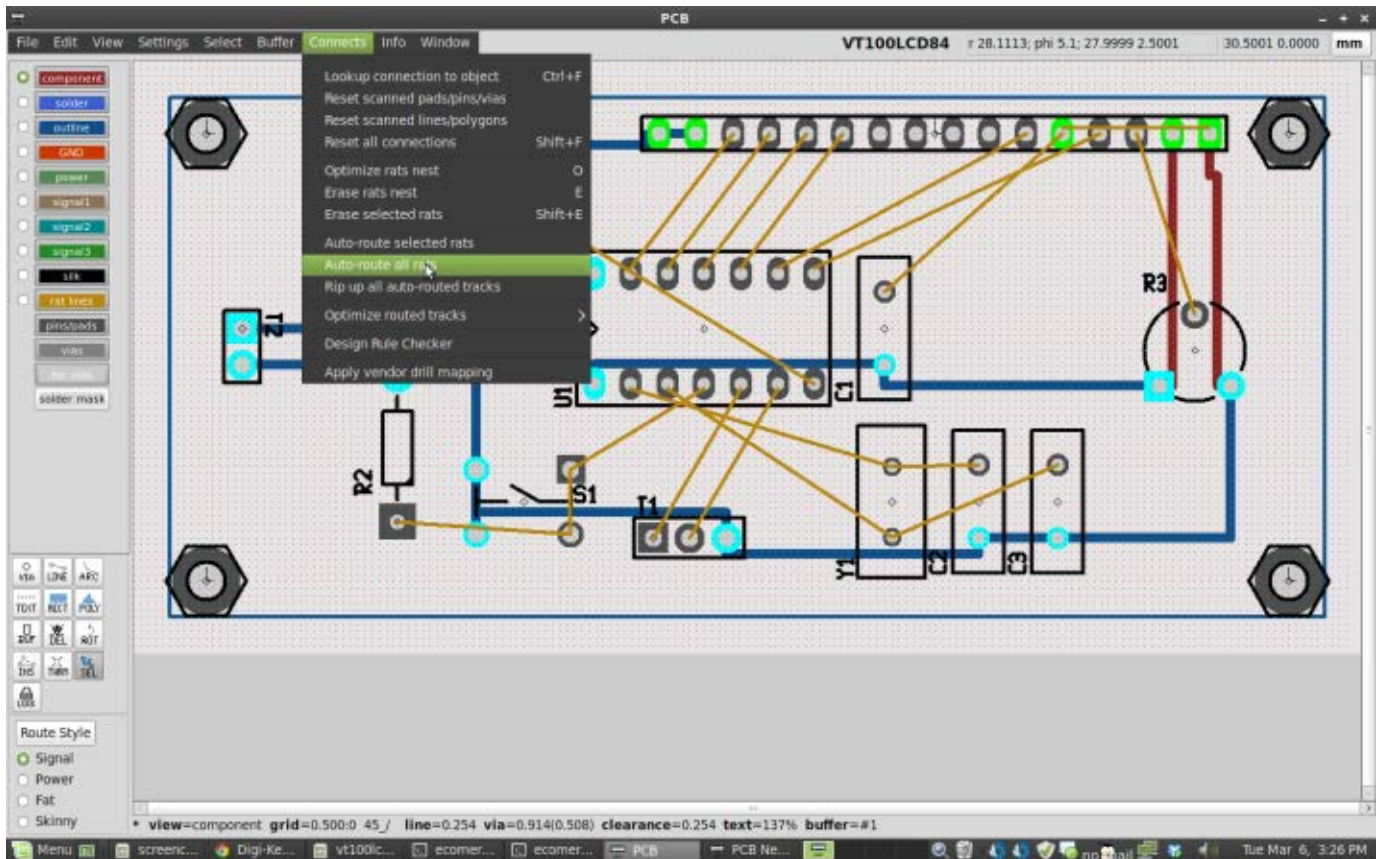 PCB
File Edit View Settings Select Buffer Connects Info Window
VT100LCD84 r 28.1113; phi 5.1; 27.9999 2.5001 30.5001 0.0000 mm
component
solder
outline
GND
power
signal1
signal2
signal3
silk
rat lines
pins/pads
vias
solder mask
Lookup connection to object Ctrl+F
Reset scanned pads/pins/vias
Reset scanned lines/polygons
Reset all connections Shift+F
Optimize rats nest O
Erase rats nest E
Erase selected rats Shift+E
Auto-route selected rats
Auto-route all rats
Rip up all auto-routed tracks
Optimize routed tracks
Design Rule Checker
Apply vendor drill mapping
R3
T2
U1
C1
R2
S1
T1
Y1
C2
C3
via LINE ARC
TEXT RECT POLY
BUF DEL ROT
INS THRM SEL
LOCK
Route Style
Signal
Power
Fat
Skinny
* view=component grid=0.500:0 45_/ line=0.254 via=0.914(0.508) clearance=0.254 text=137% buffer=#1
Menu screenc... Digi-Ke... vt100lc... ecomer... ecomer... PCB PCB Ne... Tue Mar 6, 3:26 PM